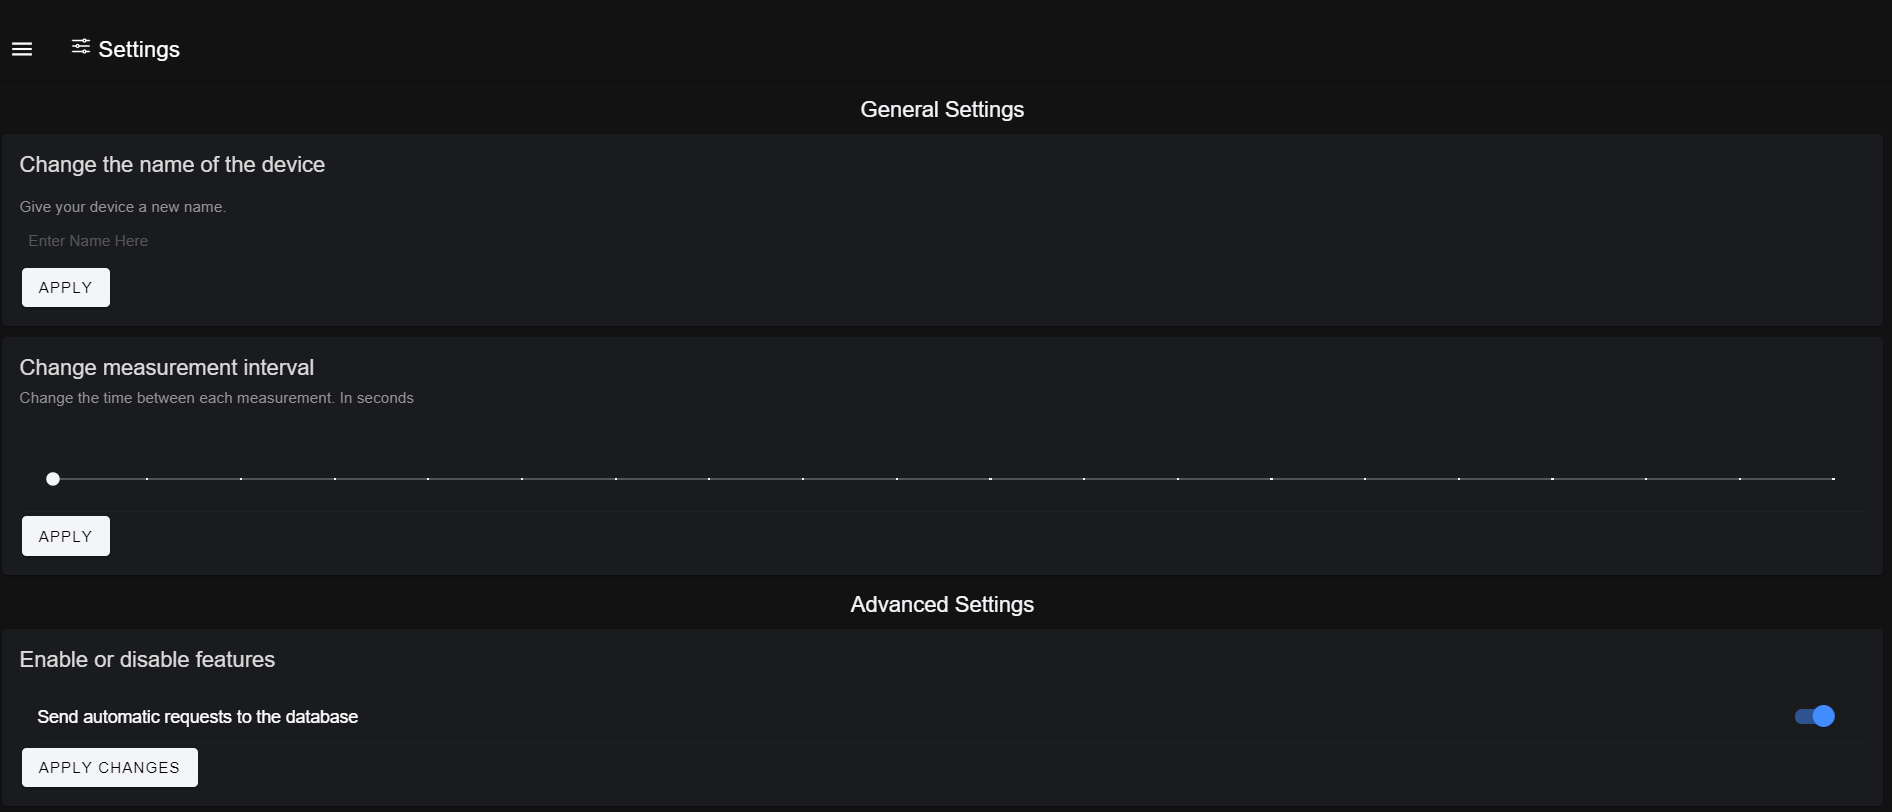 Settings
General Settings
Change the name of the device
Give your device a new name.
Enter Name Here
APPLY
Change measurement interval
Change the time between each measurement. In seconds
APPLY
Advanced Settings
Enable or disable features
Send automatic requests to the database
APPLY CHANGES